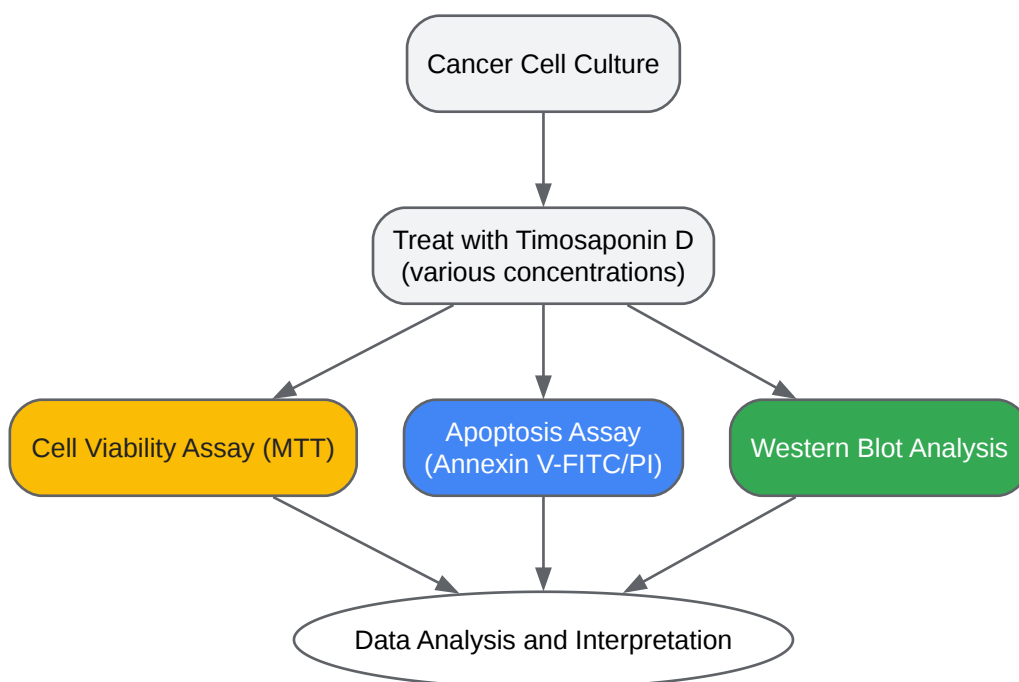 Cancer Cell Culture
Treat with Timosaponin D
(various concentrations)
Cell Viability Assay (MTT)
Apoptosis Assay
(Annexin V-FITC/PI)
Western Blot Analysis
Data Analysis and Interpretation